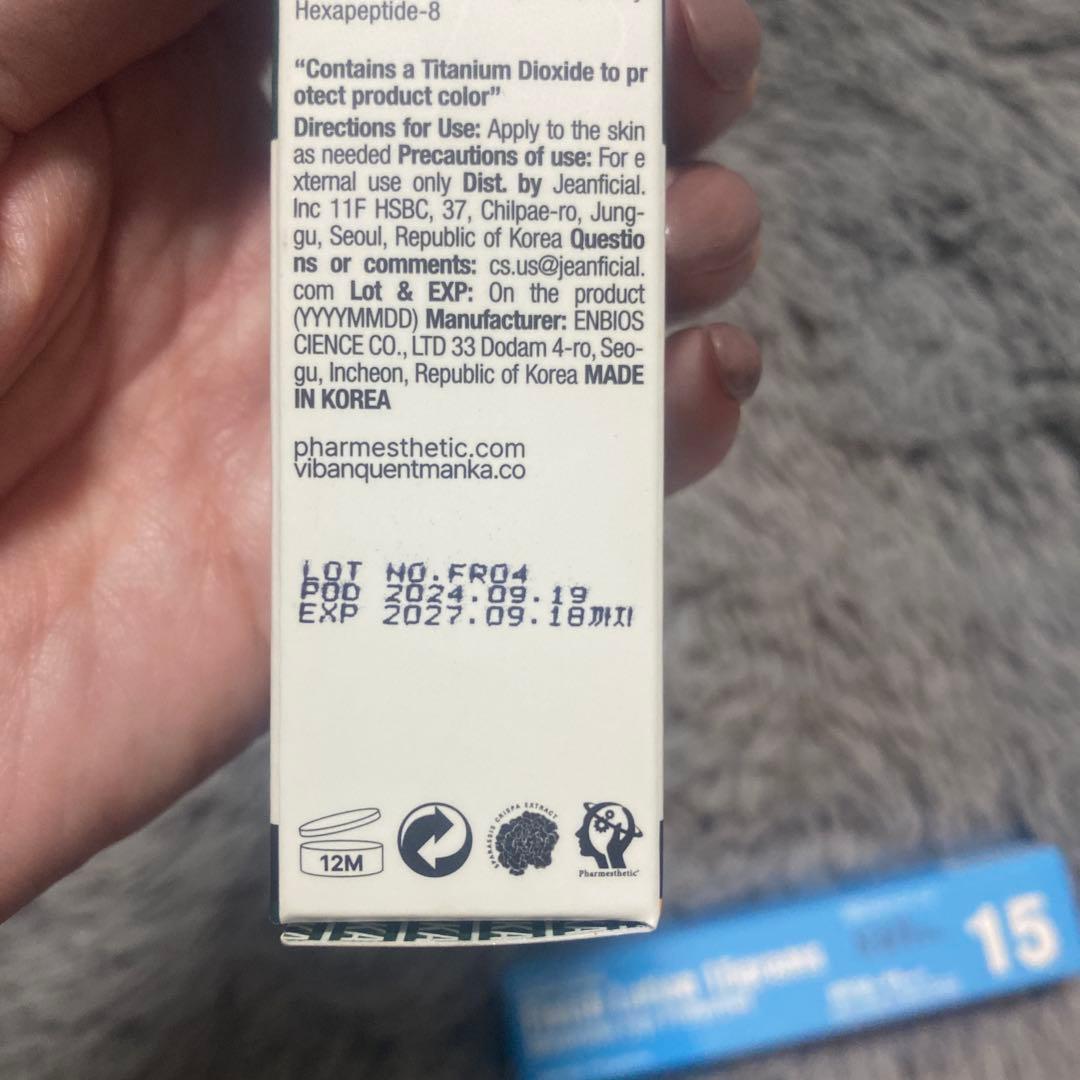 Hexapeptide-8
“Contains a Titanium Dioxide to pr
otect product color”
Directions for Use: Apply to the skin
as needed Precautions of use: For e
xternal use only Dist. by Jeanficial.
Inc 11F HSBC, 37, Chilpae-ro, Jung-
gu, Seoul, Republic of Korea Questio
ns or comments: cs.us@jeanficial.
com Lot & EXP: On the product
(YYYYMMDD) Manufacturer: ENBIOS
CIENCE CO., LTD 33 Dodam 4-ro, Seo-
gu, Incheon, Republic of Korea MADE
IN KOREA
pharmesthetic.com
vibanquentmanka.co
LOT NO.FR04
POD 2024.09.19
EXP 2027.09.18까지
12M
SPARASSIS CRISPA EXTRACT
Pharmesthetic
15